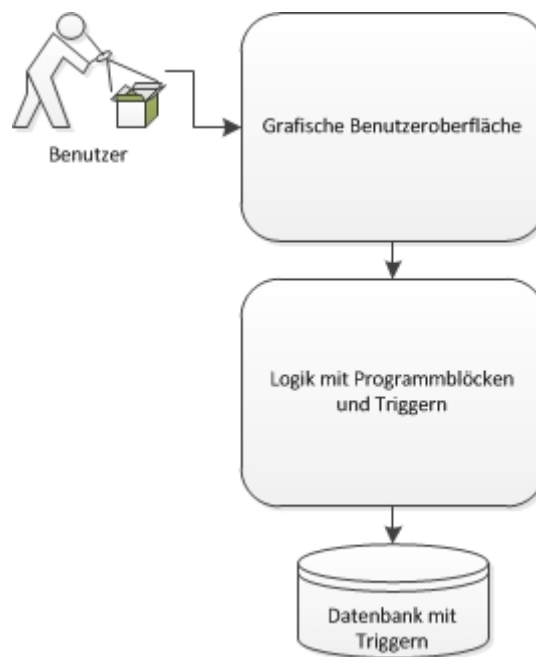 Grafische Benutzeroberfläche
Benutzer
Logik mit Programmblöcken
und Triggern
Datenbank mit
Triggern